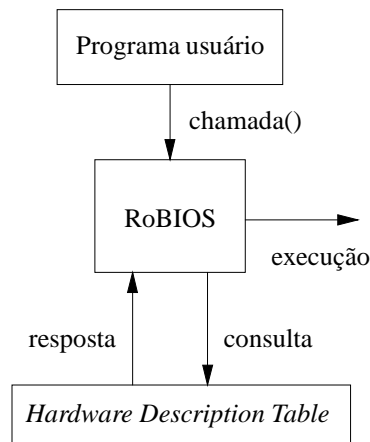 Programa usuário
chamada()
RoBIOS
execução
resposta
consulta
Hardware Description Table